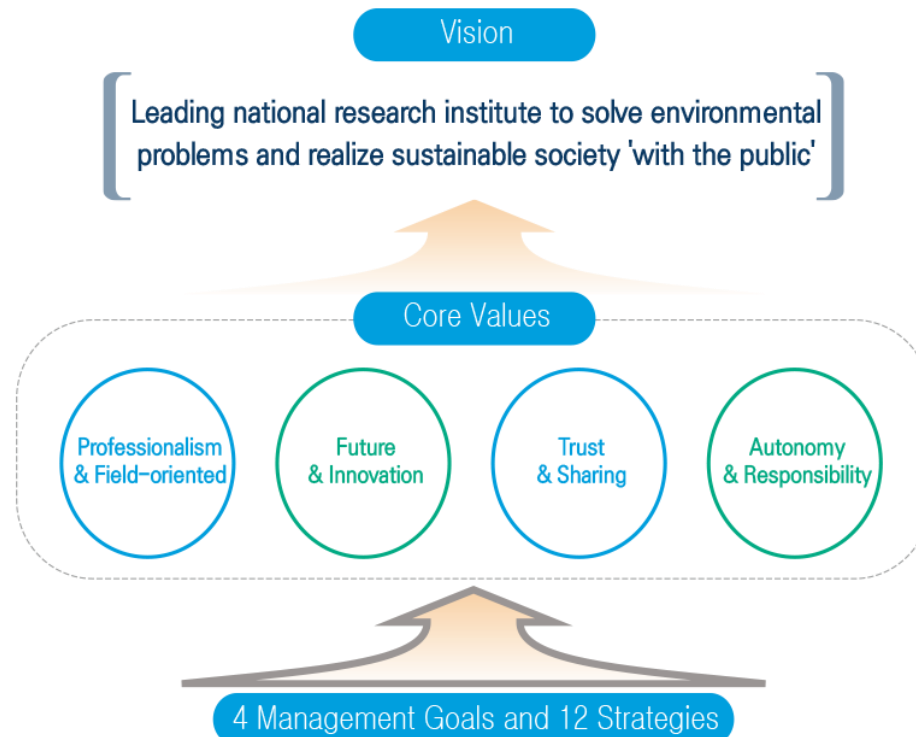 Vision
Leading national research institute to solve environmental
problems and realize sustainable society 'with the public'
Core Values
Professionalism
& Field-oriented
Future
& Innovation
Trust
& Sharing
Autonomy
& Responsibility
4 Management Goals and 12 Strategies